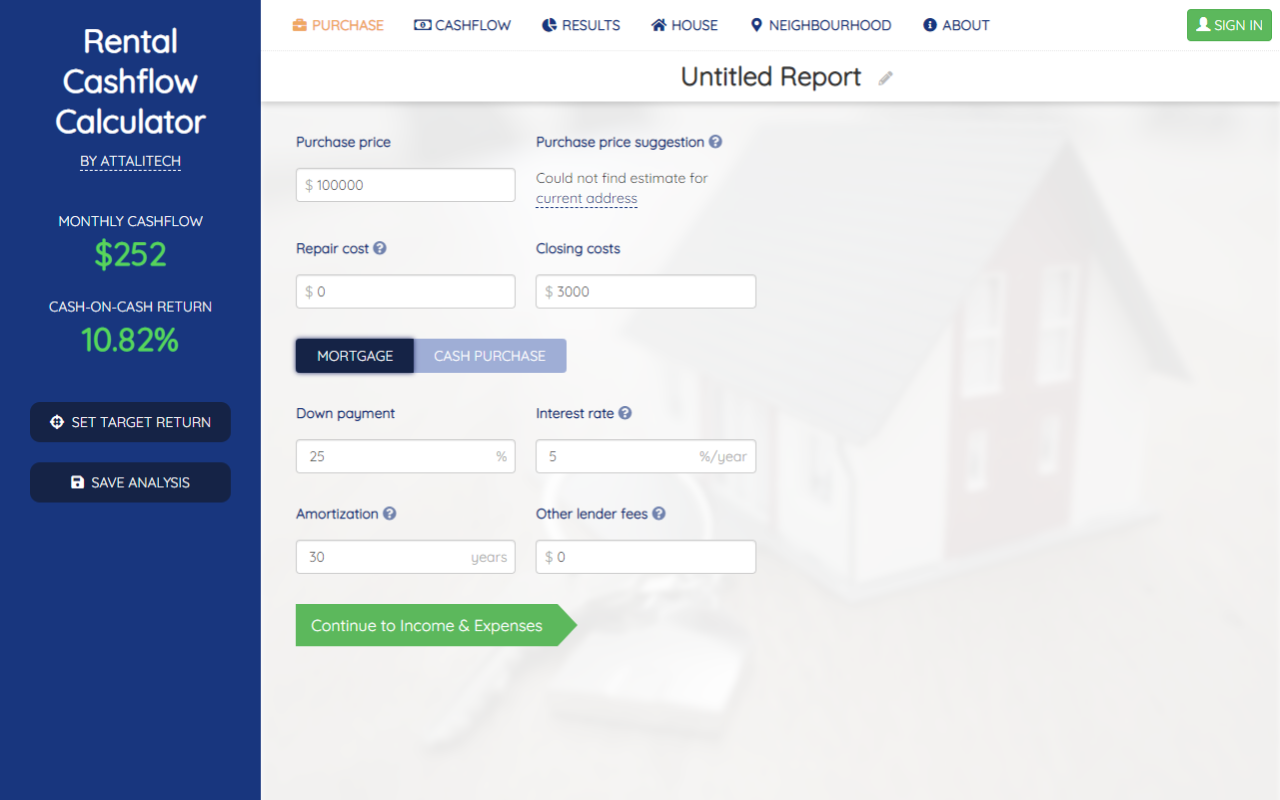 Rental
Cashflow
Calculator
BY ATTALITECH
MONTHLY CASHFLOW
$252
CASH-ON-CASH RETURN
10.82%
SET TARGET RETURN
SAVE ANALYSIS
PURCHASE CASHFLOW RESULTS HOUSE NEIGHBOURHOOD ABOUT SIGN IN
Untitled Report
Purchase price Purchase price suggestion
$ 100000
Could not find estimate for
current address
Repair cost Closing costs
$ 0 $ 3000
MORTGAGE CASH PURCHASE
Down payment Interest rate
25 % 5 %/year
Amortization Other lender fees
30 years $ 0
Continue to Income & Expenses